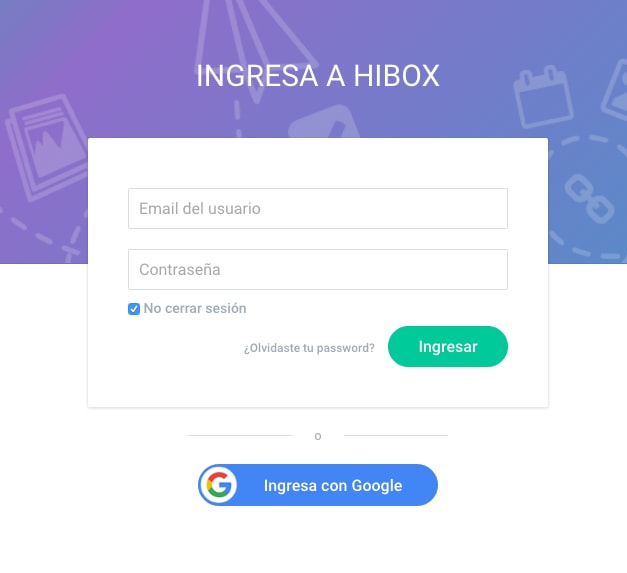 INGRESA A HIBOX
Email del usuario
Contraseña
No cerrar sesión
¿Olvidaste tu password?
Ingresar
o
Ingresa con Google